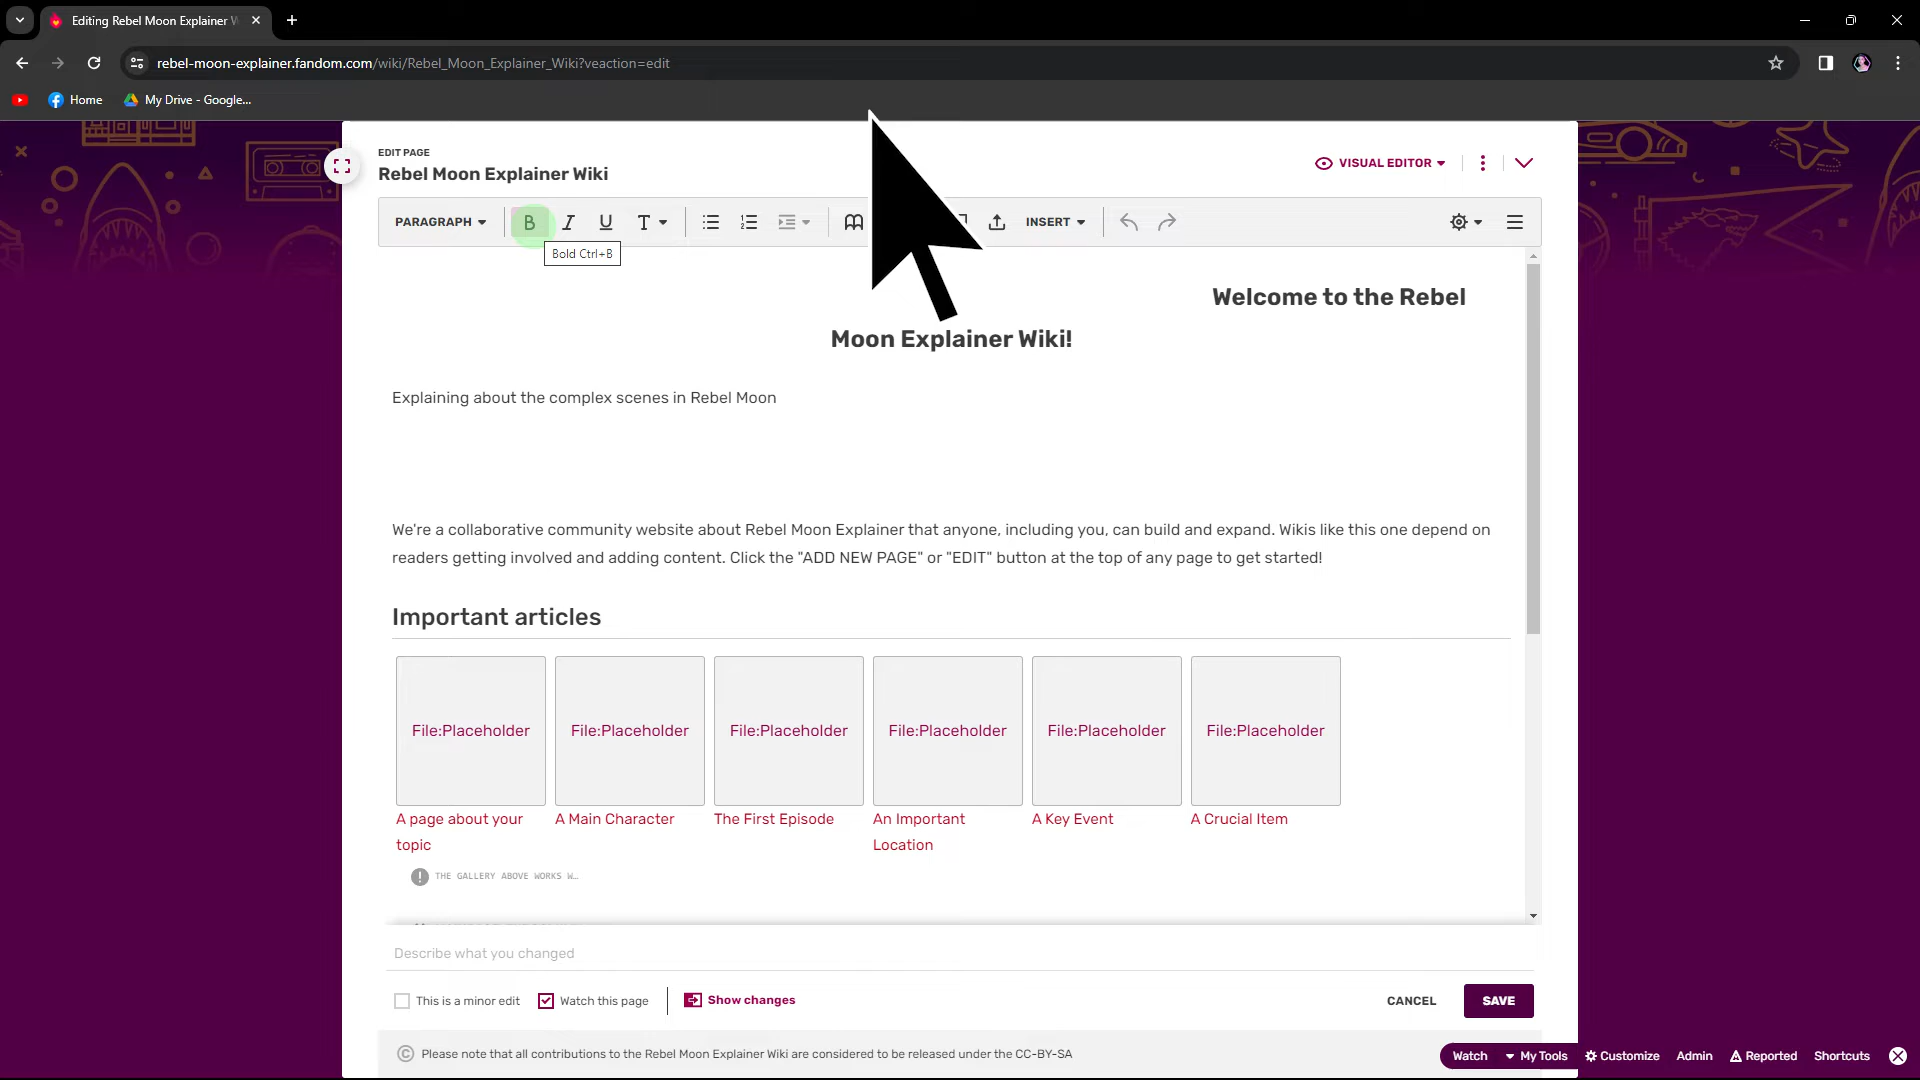 Editing Rebel Moon Explainer W
rebel-moon-explainer.fandom.com/wiki/Rebel_Moon_Explainer_Wiki?veaction=edit
Home
My Drive - Google...
EDIT PAGE
Rebel Moon Explainer Wiki
VISUAL EDITOR
PARAGRAPH B I U T INSERT
Bold Ctrl+B
Welcome to the Rebel
Moon Explainer Wiki!
Explaining about the complex scenes in Rebel Moon
We're a collaborative community website about Rebel Moon Explainer that anyone, including you, can build and expand. Wikis like this one depend on
readers getting involved and adding content. Click the "ADD NEW PAGE" or "EDIT" button at the top of any page to get started!
Important articles
File:Placeholder File:Placeholder File:Placeholder File:Placeholder File:Placeholder File:Placeholder
A page about your A Main Character The First Episode An Important A Key Event A Crucial Item
topic Location
THE GALLERY ABOVE WORKS W…
Describe what you changed
This is a minor edit Watch this page Show changes CANCEL SAVE
Please note that all contributions to the Rebel Moon Explainer Wiki are considered to be released under the CC-BY-SA
Watch My Tools Customize Admin Reported Shortcuts